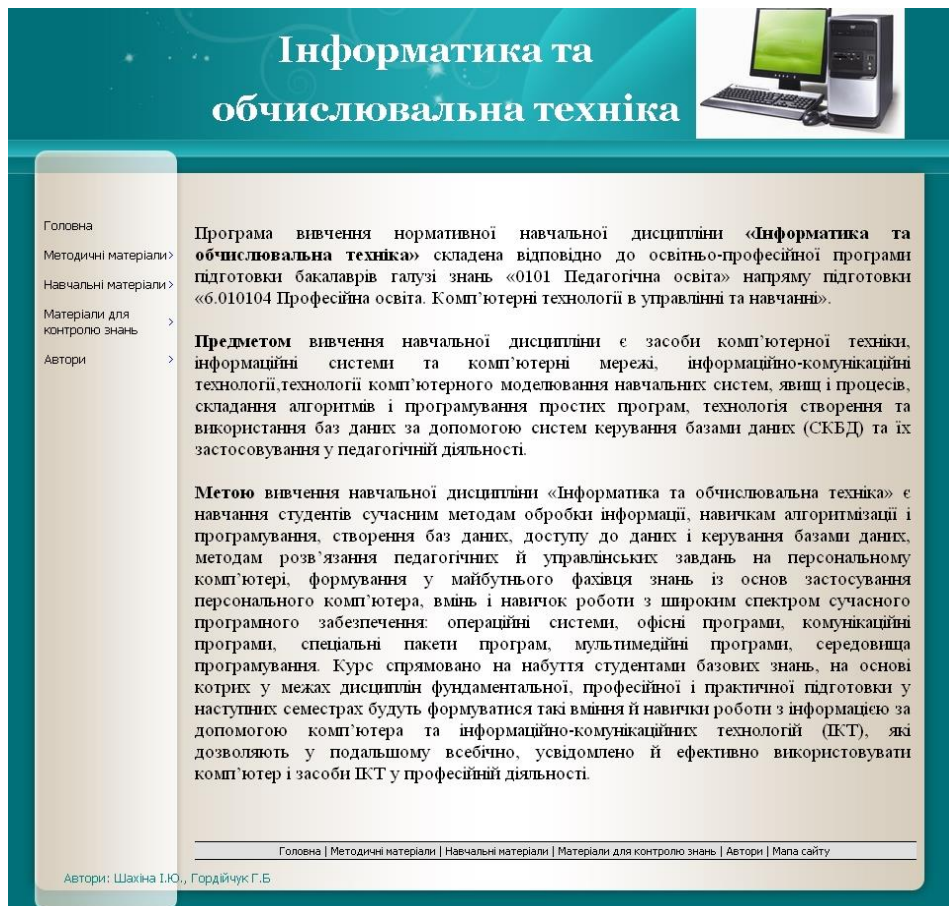 Інформатика та
обчислювальна техніка
Головна
Методичні матеріали
Навчальні матеріали
Матеріали для
контролю знань
Автори
Програма вивчення нормативної навчальної дисципліни «Інформатика та
обчислювальна техніка» складена відповідно до освітньо-професійної програми
підготовки бакалаврів галузі знань «0101 Педагогічна освіта» напряму підготовки
«6.010104 Професійна освіта. Комп’ютерні технології в управлінні та навчанні».
Предметом вивчення навчальної дисципліни є засоби комп’ютерної техніки,
інформаційні системи та комп’ютерні мережі, інформаційно-комунікаційні
технології,технології комп’ютерного моделювання навчальних систем, явищ і процесів,
складання алгоритмів і програмування простих програм, технологія створення та
використання баз даних за допомогою систем керування базами даних (СКБД) та їх
застосовування у педагогічній діяльності.
Метою вивчення навчальної дисципліни «Інформатика та обчислювальна техніка» є
навчання студентів сучасним методам обробки інформації, навичкам алгоритмізації і
програмування, створення баз даних, доступу до даних і керування базами даних,
методам розв’язання педагогічних й управлінських завдань на персональному
комп’ютері, формування у майбутнього фахівця знань із основ застосування
персонального комп’ютера, вмінь і навичок роботи з широким спектром сучасного
програмного забезпечення: операційні системи, офісні програми, комунікаційні
програми, спеціальні пакети програм, мультимедійні програми, середовища
програмування. Курс спрямовано на набуття студентами базових знань, на основі
котрих у межах дисциплін фундаментальної, професійної і практичної підготовки у
наступних семестрах будуть формуватися такі вміння й навички роботи з інформацією за
допомогою комп’ютера та інформаційно-комунікаційних технологій (ІКТ), які
дозволяють у подальшому всебічно, усвідомлено й ефективно використовувати
комп’ютер і засоби ІКТ у професійній діяльності.
Головна | Методичні матеріали | Навчальні матеріали | Матеріали для контролю знань | Автори | Мапа сайту
Автори: Шахіна І.Ю., Гордійчук Г.Б